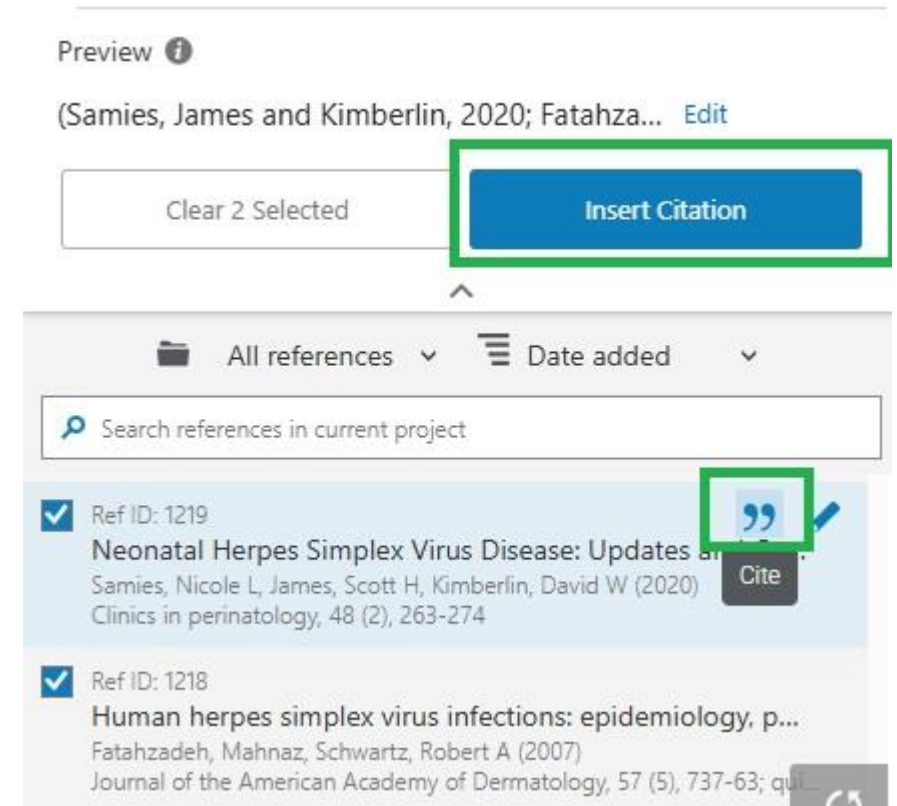 Preview
(Samies, James and Kimberlin, 2020; Fatahza... Edit
Clear 2 Selected
Insert Citation
All references
Date added
Search references in current project
Ref ID: 1219
Neonatal Herpes Simplex Virus Disease: Updates
Cite
Samies, Nicole L, James, Scott H, Kimberlin, David W (2020)
Clinics in perinatology, 48 (2), 263-274
Ref ID: 1218
Human herpes simplex virus infections: epidemiology, p...
Fatahzadeh, Mahnaz, Schwartz, Robert A (2007)
Journal of the American Academy of Dermatology, 57 (5), 737-63;